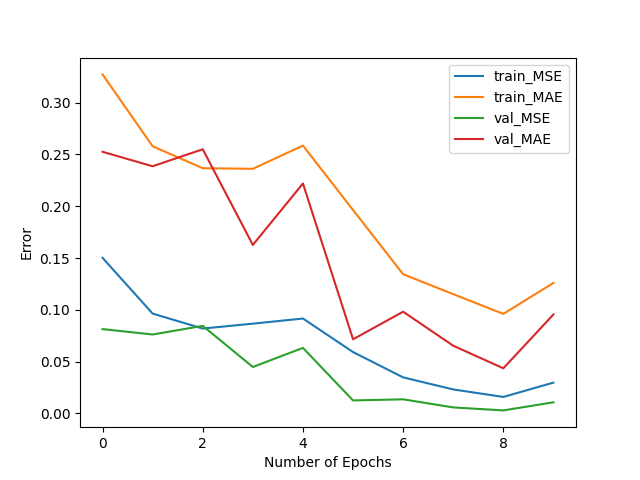 train_MSE
train_MAE
val_MSE
val_MAE
0.30
0.25
0.20
0.15
0.10
0.05
0.00
Error
0 2 4 6 8
Number of Epochs